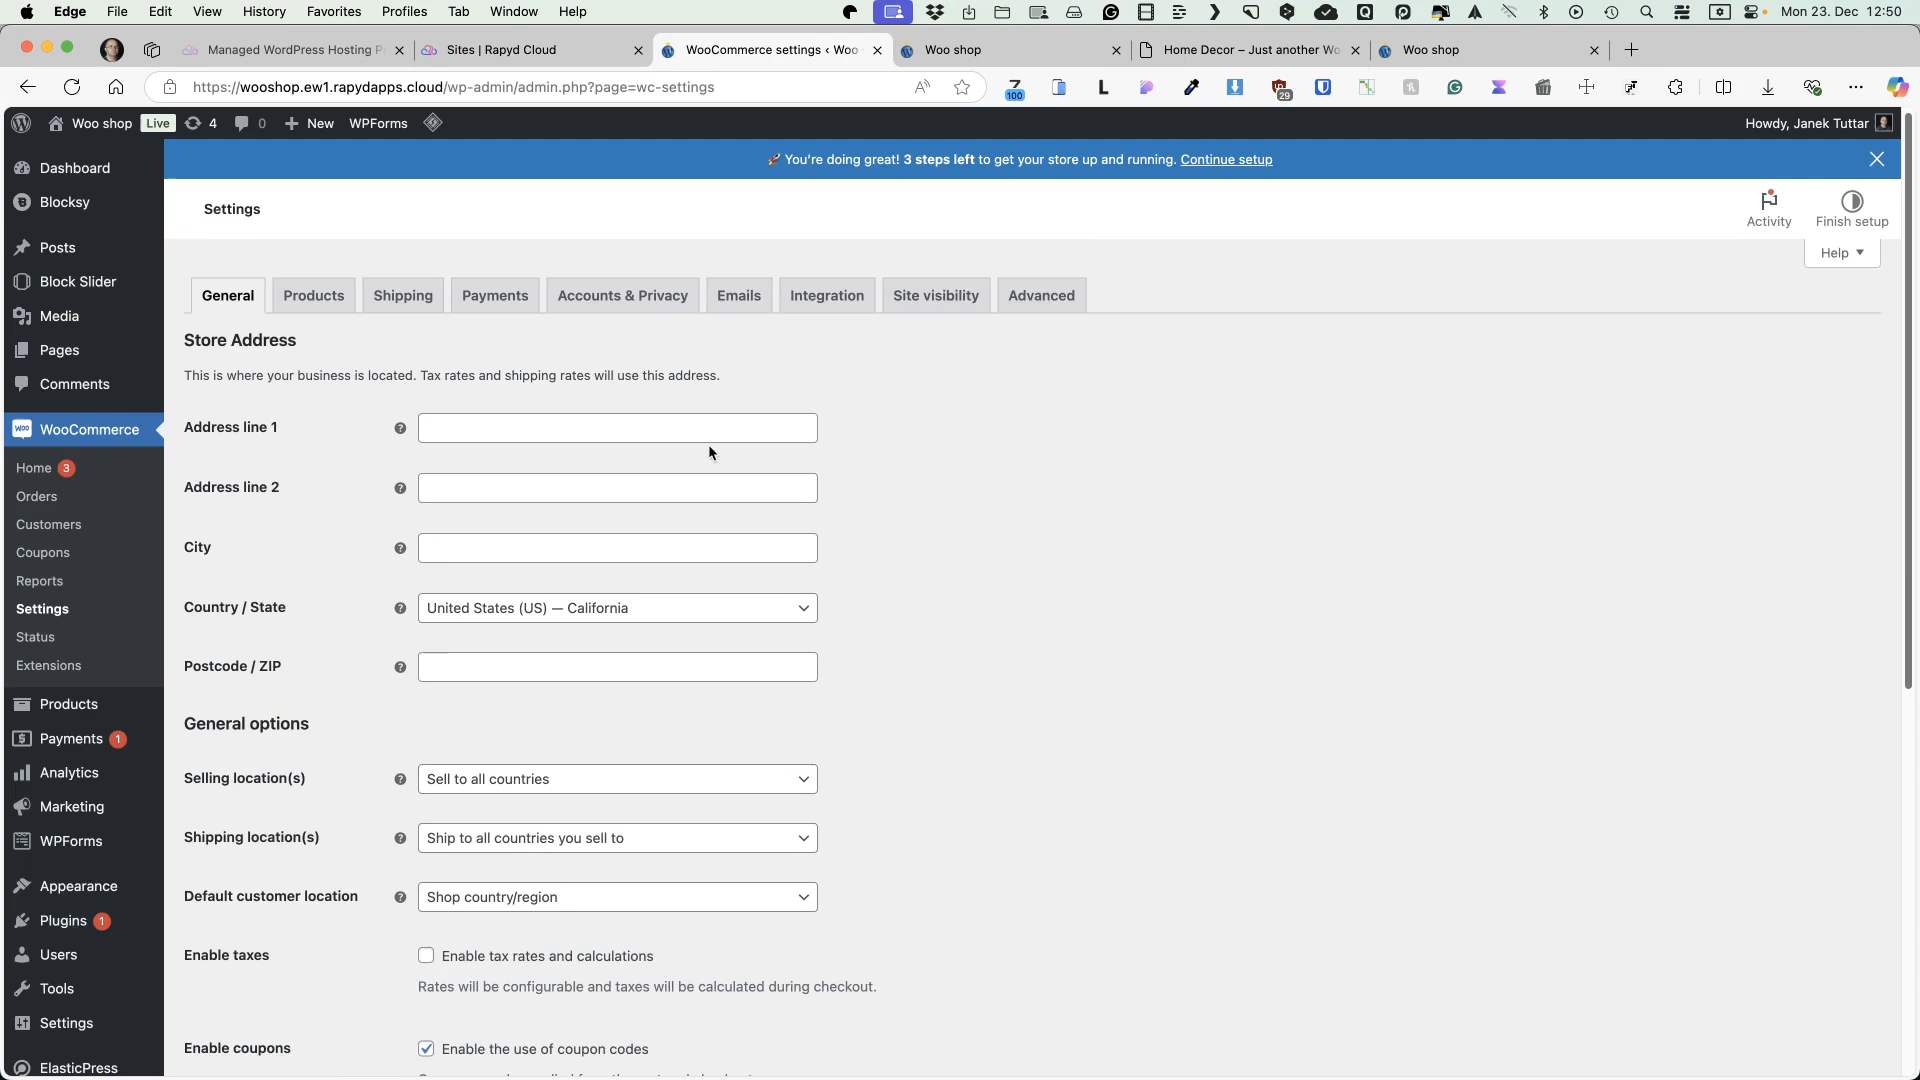 Edge File Edit View History Favorites Profiles Tab Window Help
Mon 23. Dec 12:50
Managed WordPress Hosting P
Sites | Rapyd Cloud
WooCommerce settings ‹ Woo
Woo shop
Home Decor – Just another Wo
Woo shop
https://wooshop.ew1.rapydapps.cloud/wp-admin/admin.php?page=wc-settings
100
29
Woo shop Live 4 0 New WPForms
Howdy, Janek Tuttar
🚀 You're doing great! 3 steps left to get your store up and running. Continue setup
Settings
Activity
Finish setup
Help
Dashboard
Blocksy
Posts
Block Slider
Media
Pages
Comments
WooCommerce
Home 3
Orders
Customers
Coupons
Reports
Settings
Status
Extensions
Products
Payments 1
Analytics
Marketing
WPForms
Appearance
Plugins 1
Users
Tools
Settings
ElasticPress
General Products Shipping Payments Accounts & Privacy Emails Integration Site visibility Advanced
Store Address
This is where your business is located. Tax rates and shipping rates will use this address.
Address line 1
Address line 2
City
Country / State
United States (US) — California
Postcode / ZIP
General options
Selling location(s)
Sell to all countries
Shipping location(s)
Ship to all countries you sell to
Default customer location
Shop country/region
Enable taxes
Enable tax rates and calculations
Rates will be configurable and taxes will be calculated during checkout.
Enable coupons
Enable the use of coupon codes